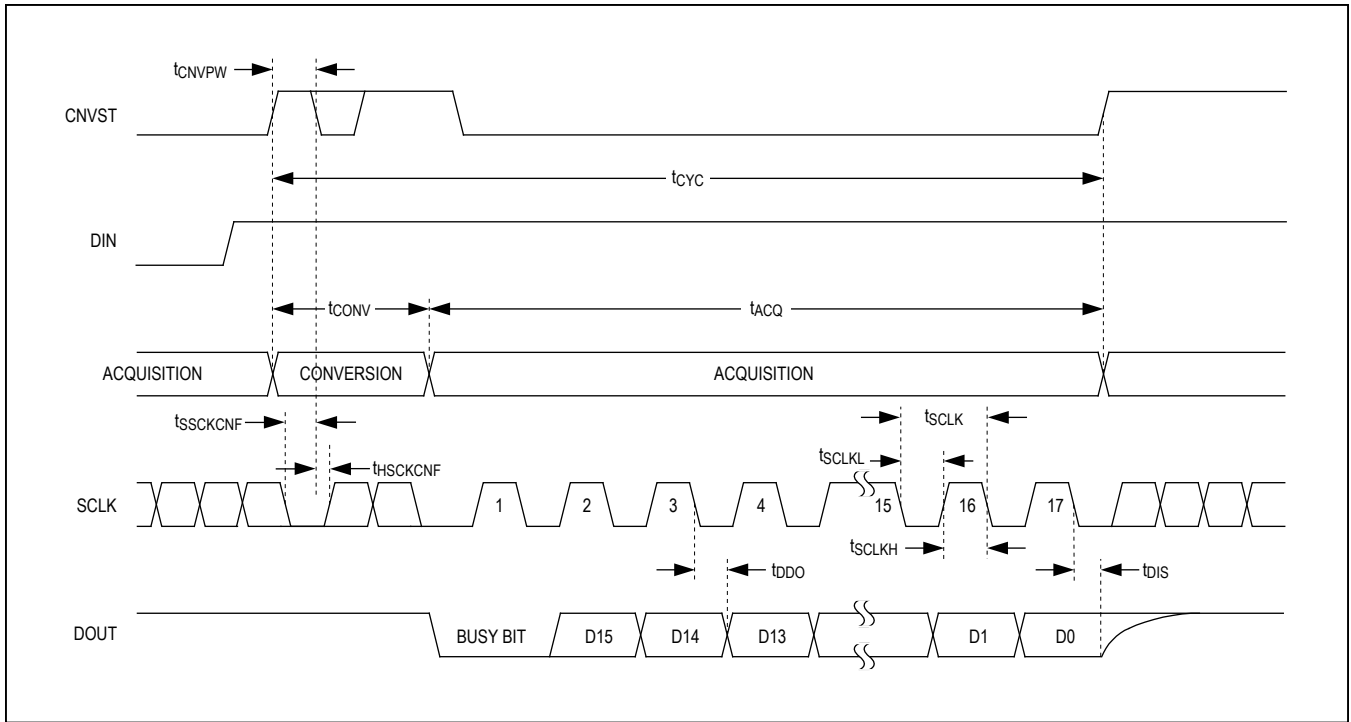 tCNVPW
CNVST
tCYC
DIN
tCONV
tACQ
ACQUISITION CONVERSION ACQUISITION
tSSCKCNF
tSCLK
tHSCKCNF
tSCLKL
SCLK 1 2 3 4 15 16 17
tSCLKH
tDDO
tDIS
DOUT BUSY BIT D15 D14 D13 D1 D0